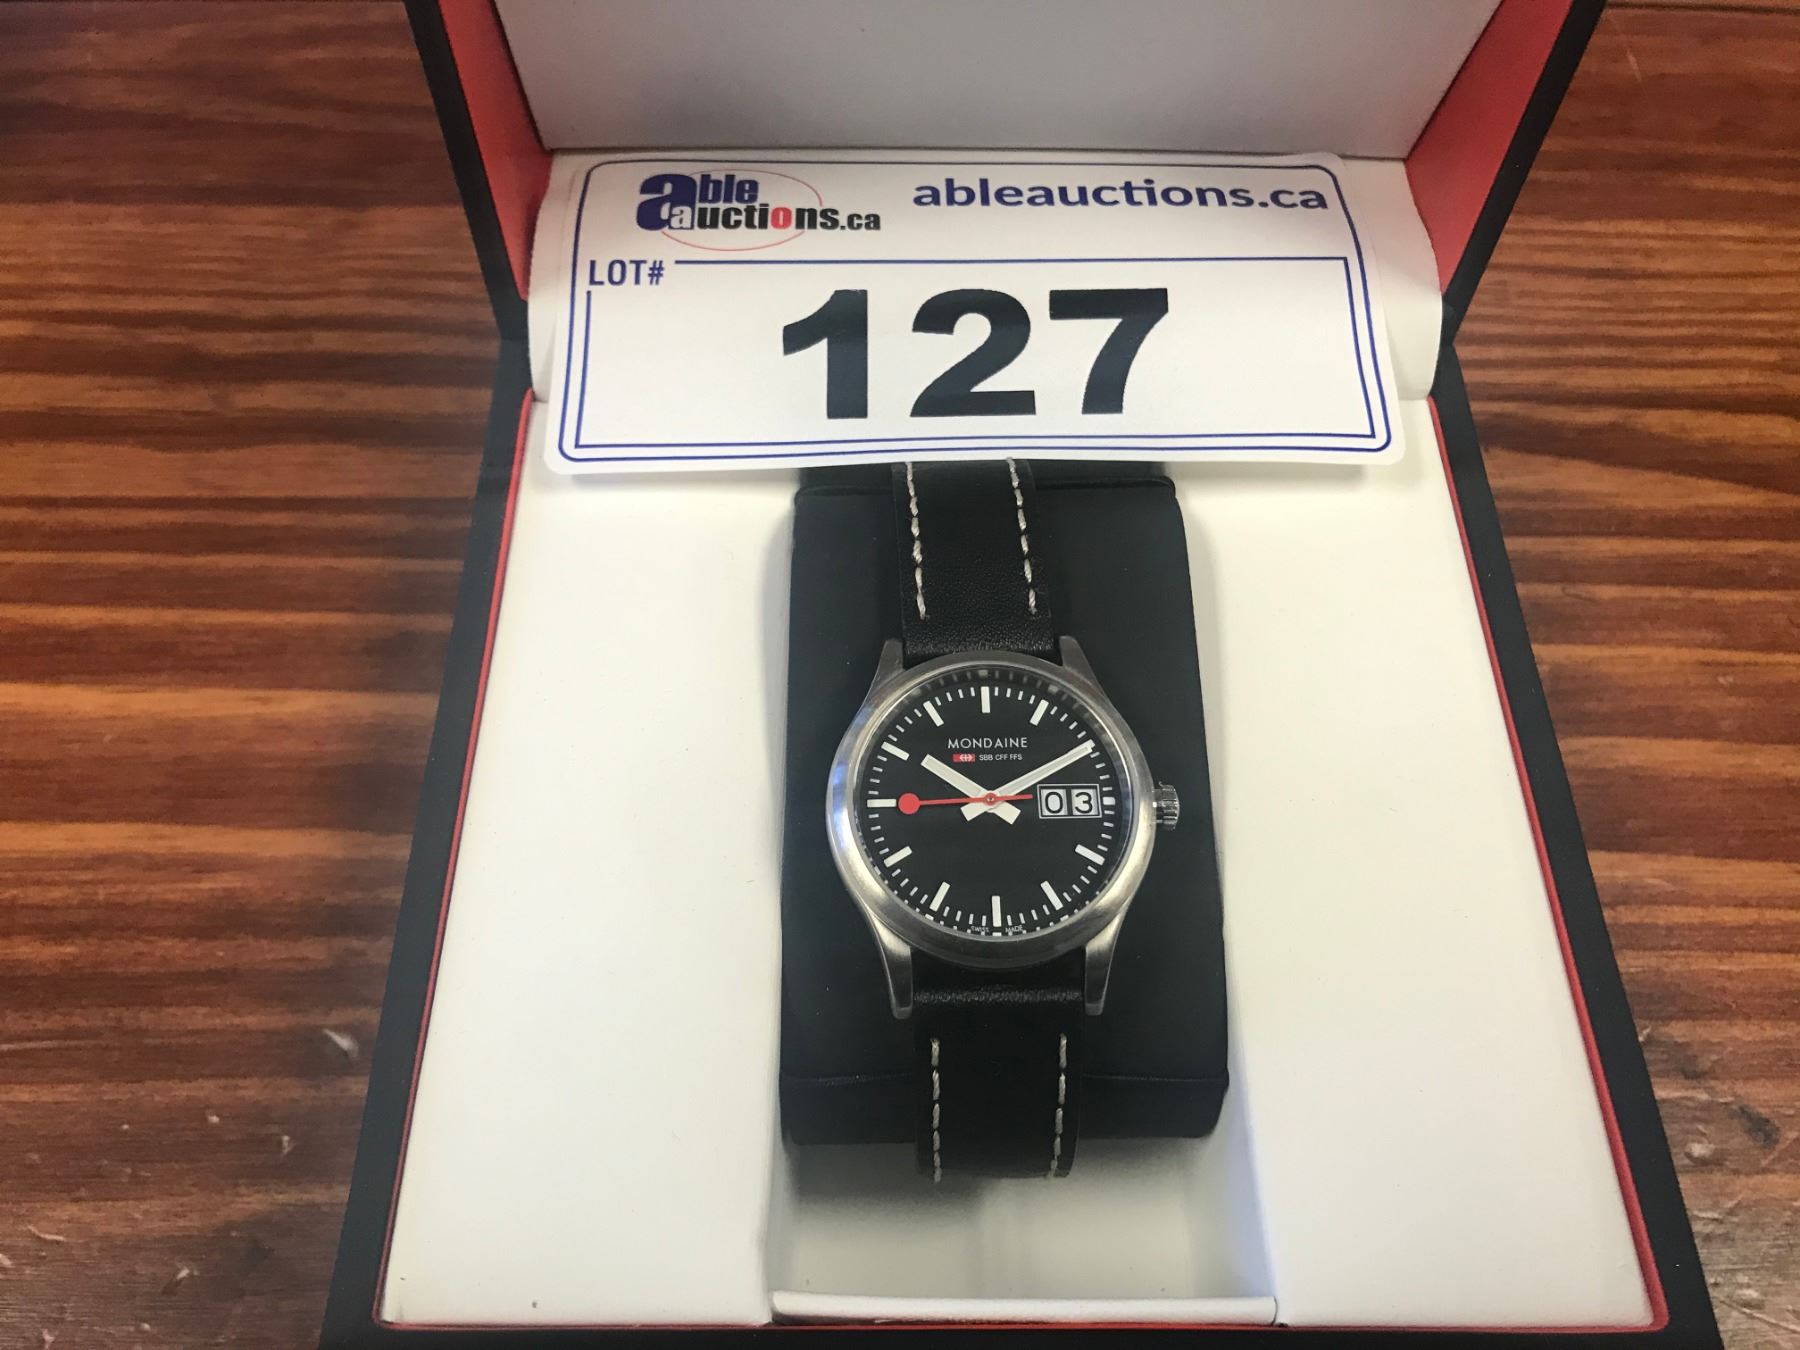 able auctions.ca
ableauctions.ca
LOT#
127
MONDAINE
SBB CFF FFS
03
SWISS MADE